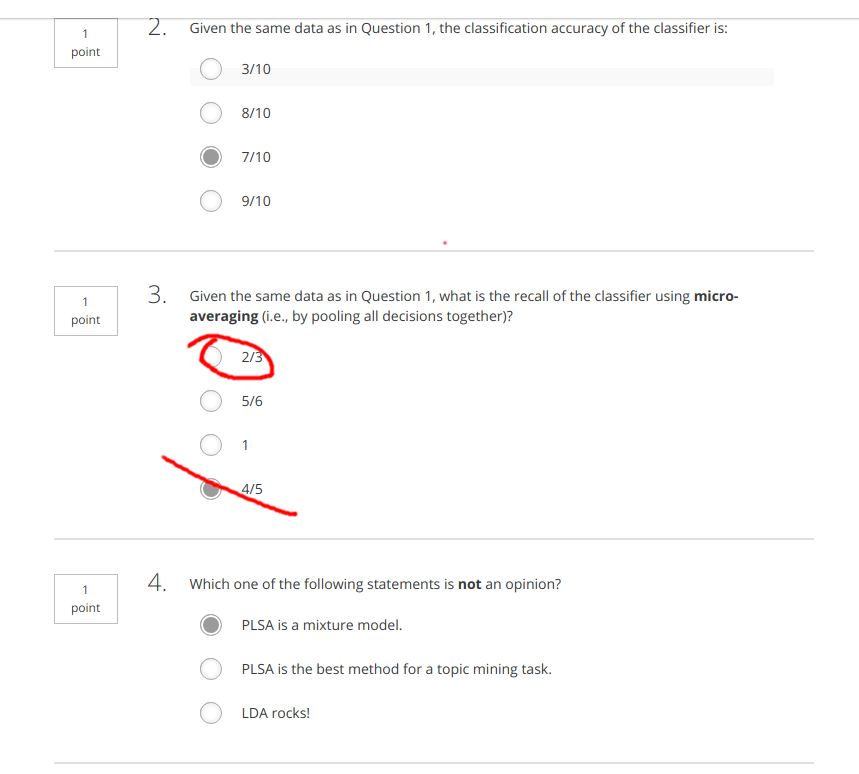 1
point
2.
Given the same data as in Question 1, the classification accuracy of the classifier is:
3/10
8/10
7/10
9/10
1
point
3.
Given the same data as in Question 1, what is the recall of the classifier using micro-
averaging (i.e., by pooling all decisions together)?
2/3
5/6
1
4/5
1
point
4.
Which one of the following statements is not an opinion?
PLSA is a mixture model.
PLSA is the best method for a topic mining task.
LDA rocks!